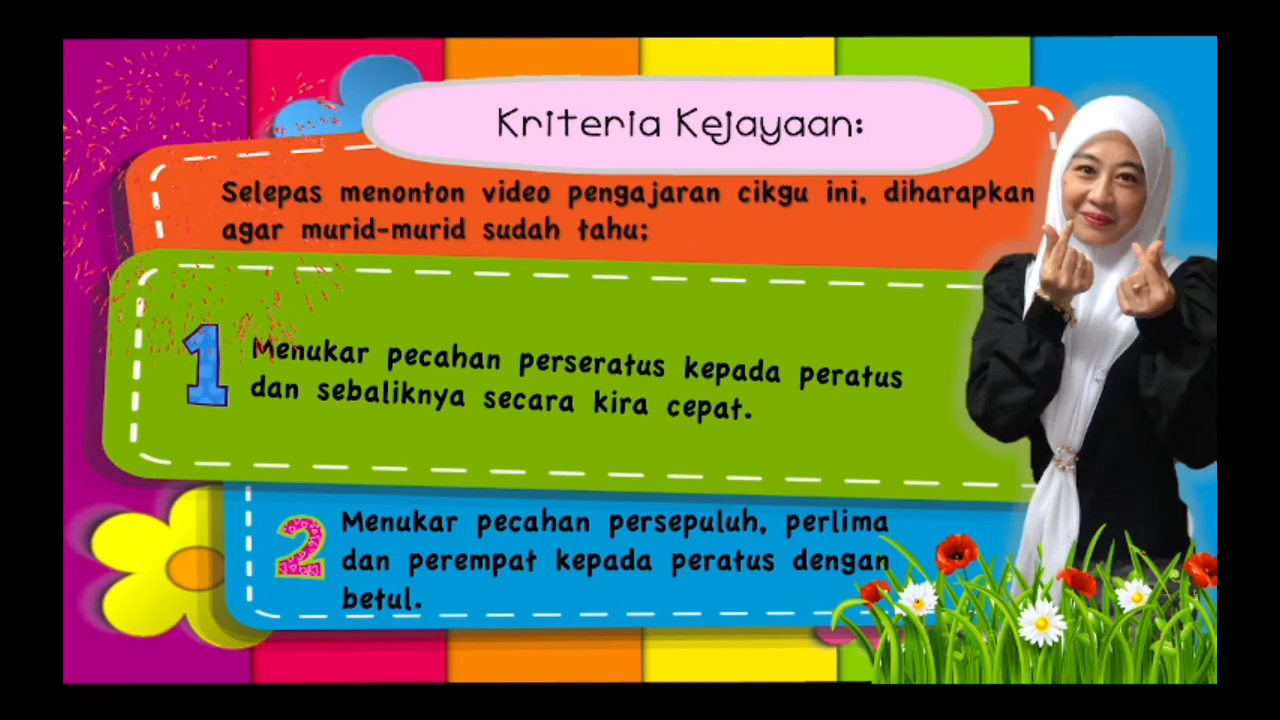 Kriteria Kejayaan:
Selepas menonton video pengajaran cikgu ini, diharapkan
agar murid-murid sudah tahu;
1 Menukar pecahan perseratus kepada peratus
dan sebaliknya secara kira cepat.
2 Menukar pecahan persepuluh, perlima
dan perempat kepada peratus dengan
betul.